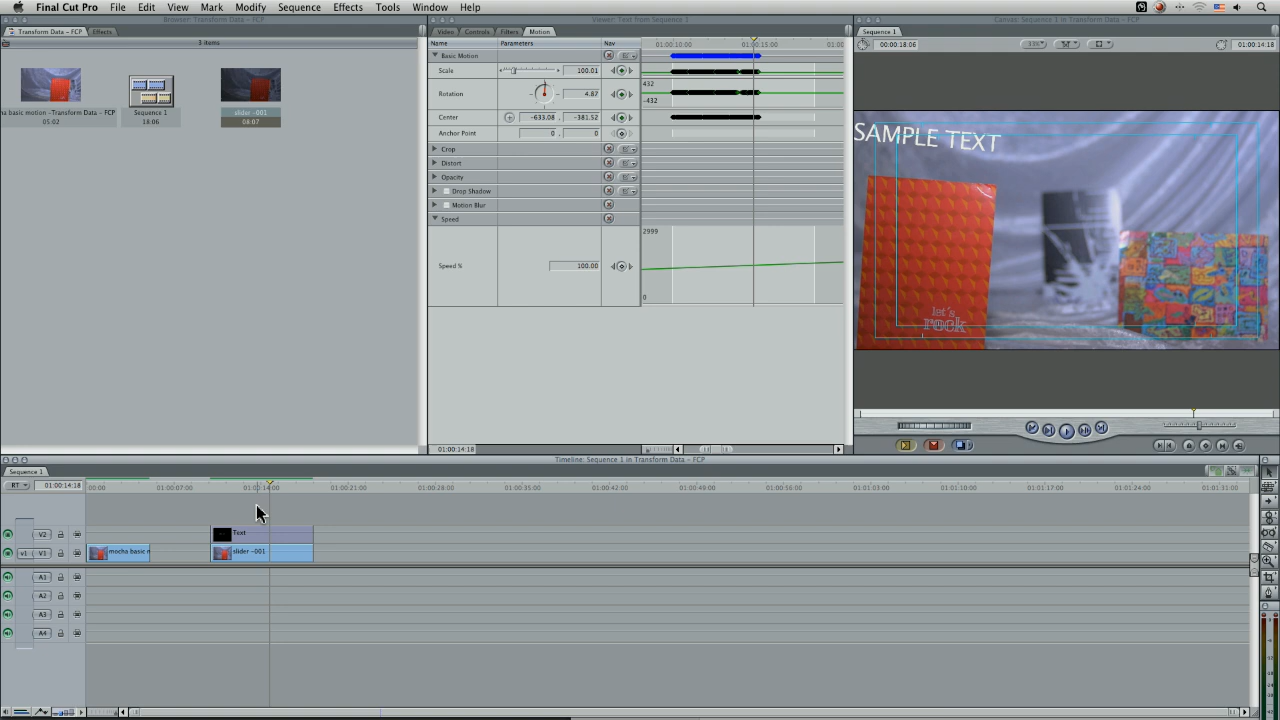 Final Cut Pro File Edit View Mark Modify Sequence Effects Tools Window Help
Browser: Transform Data - FCP
Viewer: Text from Sequence 1
Canvas: Sequence 1 in Transform Data - FCP
Transform Data - FCP Effects
Video Controls Filters Motion
Sequence 1
3 items
Name Parameters Nav
01:00:10:00 01:00:15:00 01:00
00:00:18:06 33% 01:00:14:18
Basic Motion
Scale 100.01
Rotation 4.87
432
-432
Center -633.08 , -381.52
Anchor Point 0 , 0
Crop
Distort
Opacity
Drop Shadow
Motion Blur
Speed
2999
Speed % 100.00
0
ha basic motion -Transform Data - FCP
05:02
Sequence 1
18:06
slider -001
08:07
SAMPLE TEXT
let's
rock
01:00:14:18
Timeline: Sequence 1 in Transform Data - FCP
Sequence 1
RT 01:00:14:18 00:00 01:00:07:00 01:00:14:00 01:00:21:00 01:00:28:00 01:00:35:00 01:00:42:00 01:00:49:00 01:00:56:00 01:01:03:00 01:01:10:00 01:01:17:00 01:01:24:00 01:01:31:00
V2 Text
v1 V1 mocha basic m slider -001
A1
A2
A3
A4